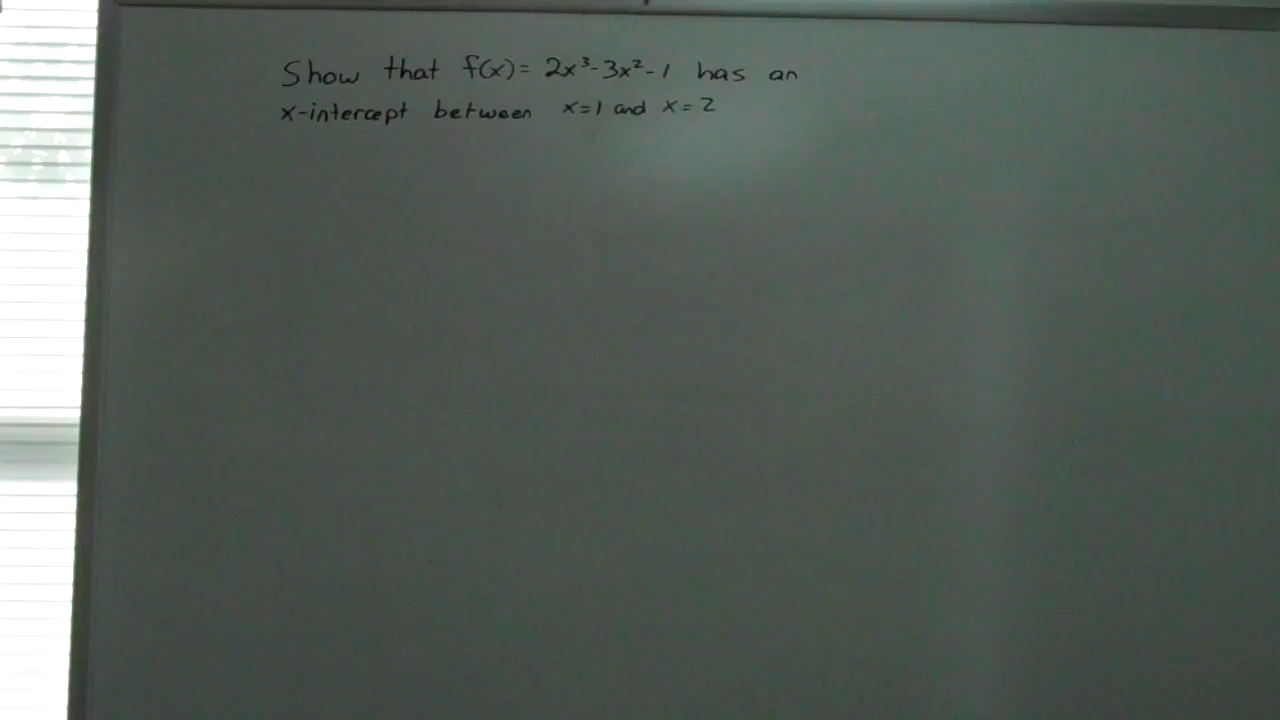 Show that f(x)= 2x³-3x²-1 has an
x-intercept between x=1 and x=2